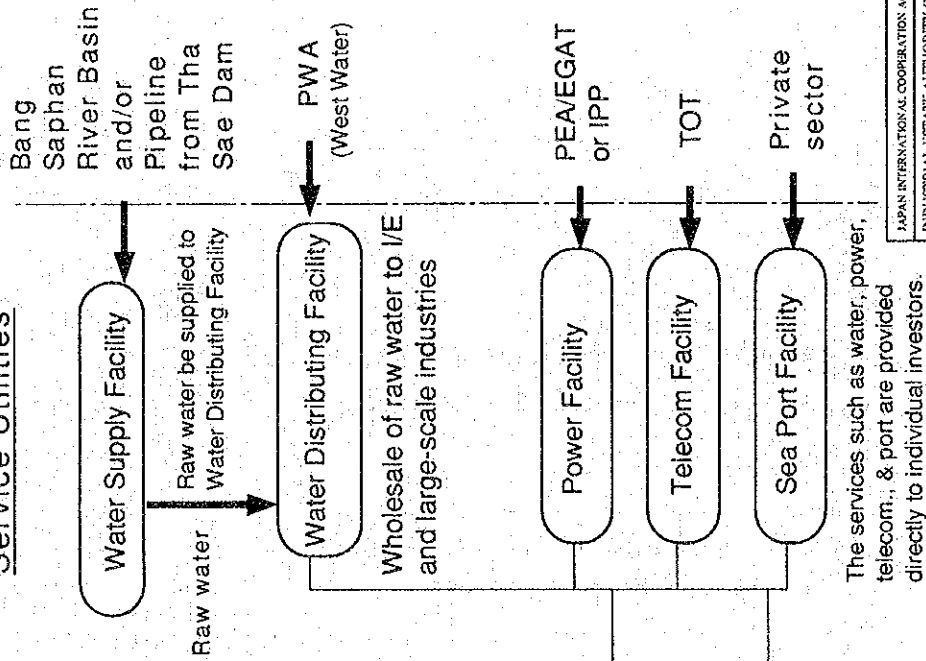 Service Utilities
Bang
Saphan
River Basin
and/or
Pipeline
from Tha
Sae Dam
Water Supply Facility
Raw water
Raw water be supplied to
Water Distributing Facility
PWA
(West Water)
Water Distributing Facility
Wholesale of raw water to I/E
and large-scale industries
Power Facility
PEA/EGAT
or IPP
Telecom Facility
TOT
Sea Port Facility
Private
sector
The services such as water, power,
telecom., & port are provided
directly to individual investors.
JAPAN INTERNATIONAL COOPERATION